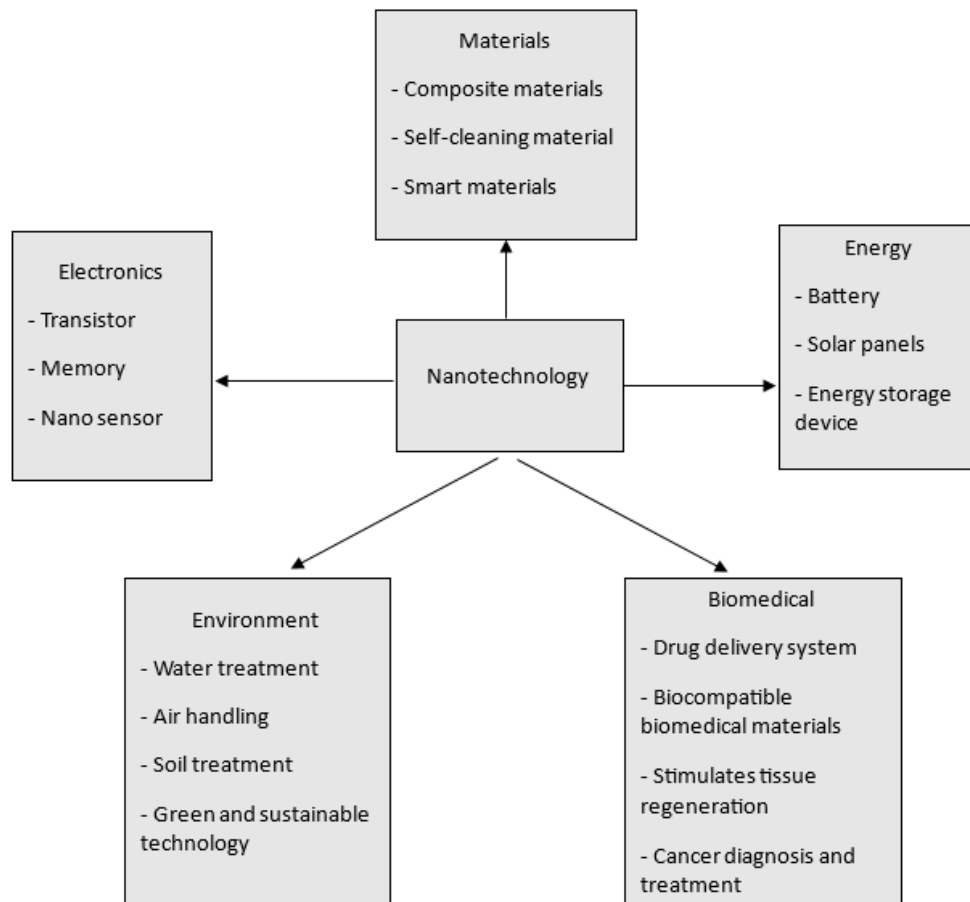 Materials
- Composite materials
- Self-cleaning material
- Smart materials
Electronics
- Transistor
- Memory
- Nano sensor
Nanotechnology
Energy
- Battery
- Solar panels
- Energy storage
device
Environment
- Water treatment
- Air handling
- Soil treatment
- Green and sustainable
technology
Biomedical
- Drug delivery system
- Biocompatible
biomedical materials
- Stimulates tissue
regeneration
- Cancer diagnosis and
treatment